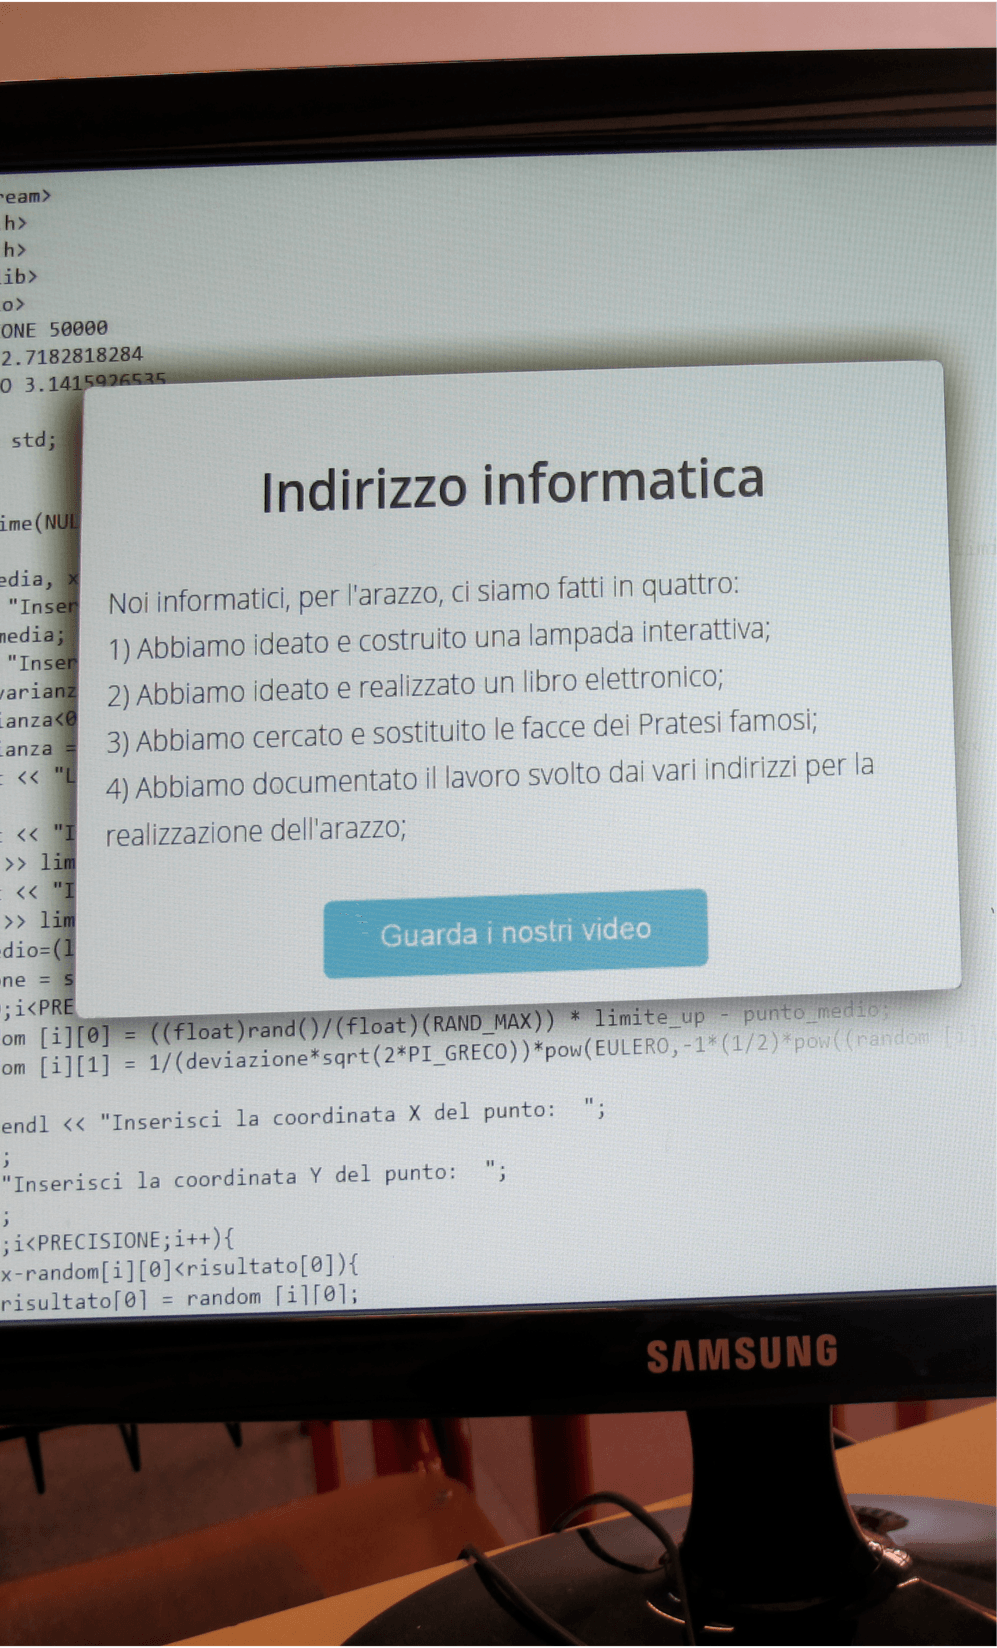 ream>
h>
h>
lib>
o>
ONE 50000
2.7182818284
O 3.1415926535
std;
ime(NUL
edia, x
"Inser
media;
"Inser
varianz
ianza<0
ianza =
<< "L
<< "I
>> lim
<< "I
>> lim
dio=(l
ne = s
;i<PRE
om [i][0] = ((float)rand()/(float)(RAND_MAX)) * limite_up - punto_medio;
om [i][1] = 1/(deviazione*sqrt(2*PI_GRECO))*pow(EULERO,-1*(1/2)*pow((random [i]
endl << "Inserisci la coordinata X del punto:  ";
;
"Inserisci la coordinata Y del punto:  ";
;
;i<PRECISIONE;i++){
x-random[i][0]<risultato[0]){
risultato[0] = random [i][0];
Indirizzo informatica
Noi informatici, per l'arazzo, ci siamo fatti in quattro:
1) Abbiamo ideato e costruito una lampada interattiva;
2) Abbiamo ideato e realizzato un libro elettronico;
3) Abbiamo cercato e sostituito le facce dei Pratesi famosi;
4) Abbiamo documentato il lavoro svolto dai vari indirizzi per la
realizzazione dell'arazzo;
Guarda i nostri video
SAMSUNG